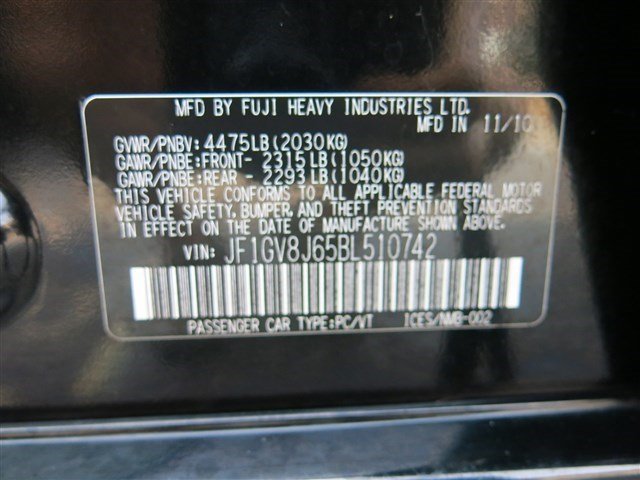 MFD BY FUJI HEAVY INDUSTRIES LTD.
MFD IN 11/10
GVWR/PNBV: 4475LB(2030KG)
GAWR/PNBE:FRONT- 2315LB(1050KG)
GAWR/PNBE:REAR - 2293LB(1040KG)
THIS VEHICLE CONFORMS TO ALL APPLICABLE FEDERAL MOTOR
VEHICLE SAFETY, BUMPER, AND THEFT PREVENTION STANDARDS
IN EFFECT ON THE DATE OF MANUFACTURE SHOWN ABOVE.
VIN: JF1GV8J65BL510742
PASSENGER CAR TYPE:PC/VT ICES/NMB-002